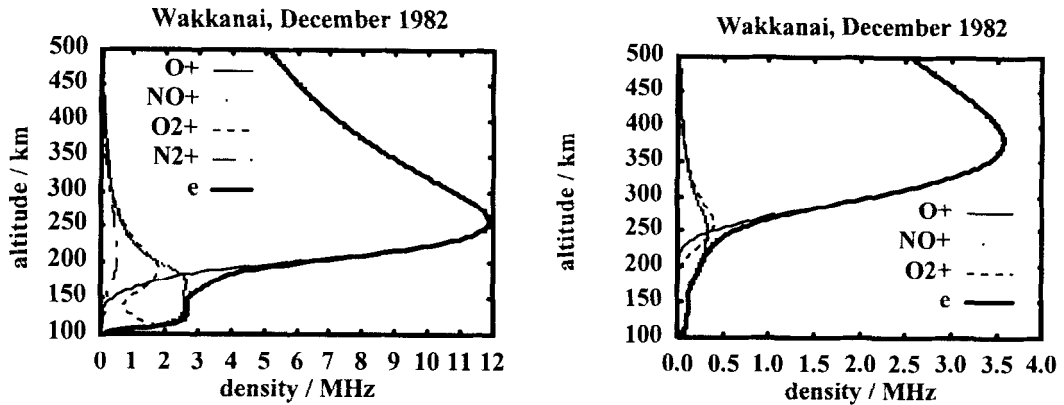 Wakkanai, December 1982
500
450
400
350
300
250
200
150
100
altitude / km
O+
NO+
O2+
N2+
e
0 1 2 3 4 5 6 7 8 9 10 11 12
density / MHz
Wakkanai, December 1982
500
450
400
350
300
250
200
150
100
altitude / km
O+
NO+
O2+
e
0.0 0.5 1.0 1.5 2.0 2.5 3.0 3.5 4.0
density / MHz